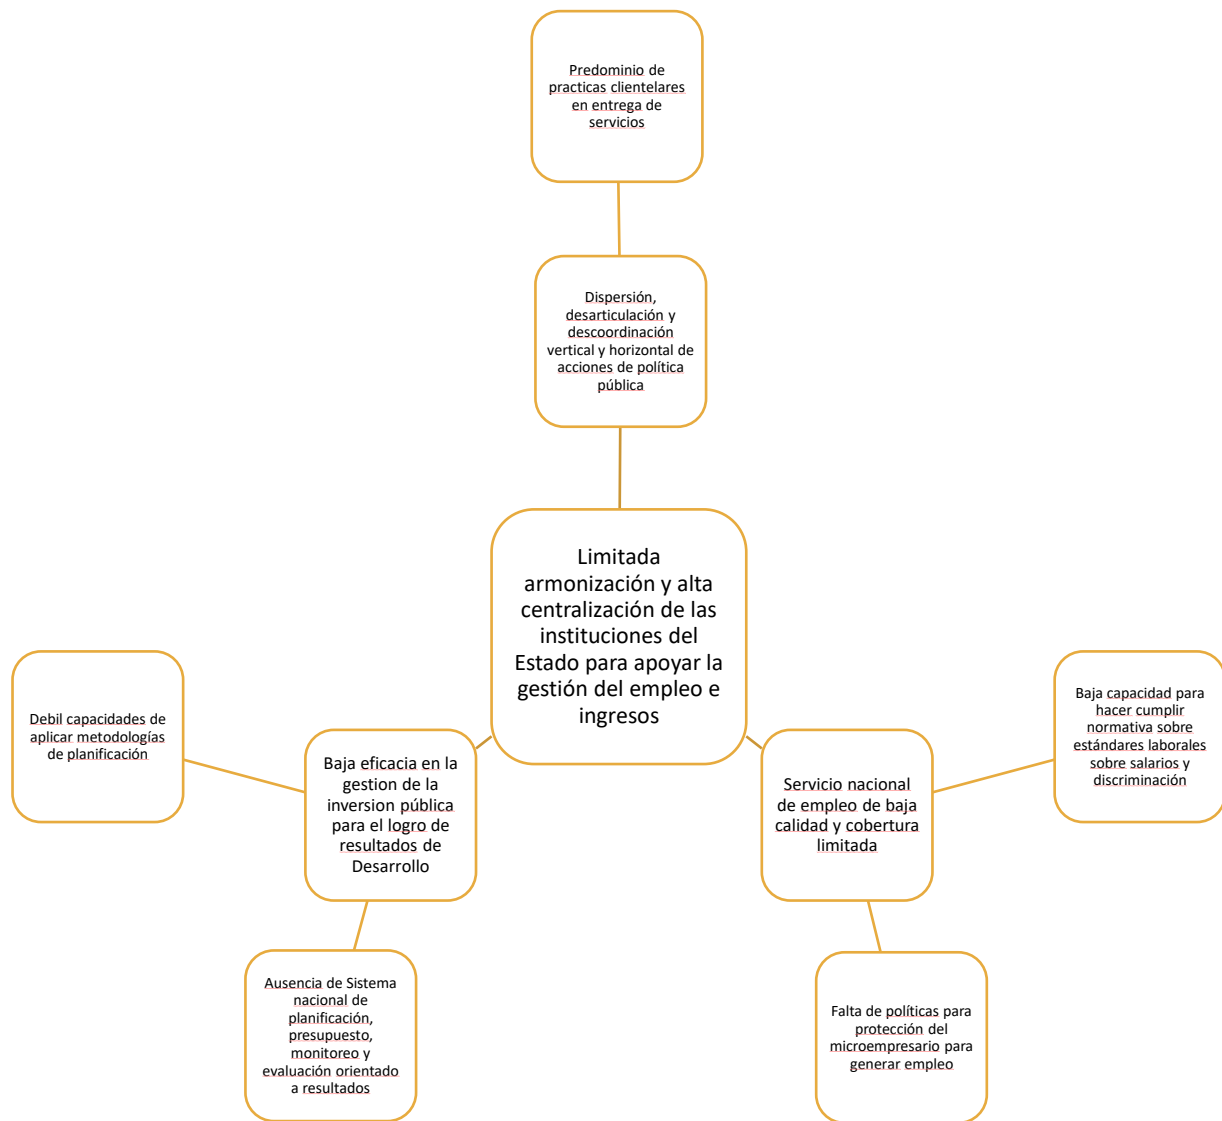 Predominio de
practicas clientelares
en entrega de
servicios
Dispersión,
desarticulación y
descoordinación
vertical y horizontal de
acciones de política
pública
Limitada
armonización y alta
centralización de las
instituciones del
Estado para apoyar la
gestión del empleo e
ingresos
Debil capacidades de
aplicar metodologías
de planificación
Baja eficacia en la
gestion de la
inversion pública
para el logro de
resultados de
Desarrollo
Ausencia de Sistema
nacional de
planificación,
presupuesto,
monitoreo y
evaluación orientado
a resultados
Servicio nacional
de empleo de baja
calidad y cobertura
limitada
Baja capacidad para
hacer cumplir
normativa sobre
estándares laborales
sobre salarios y
discriminación
Falta de políticas para
protección del
microempresario para
generar empleo